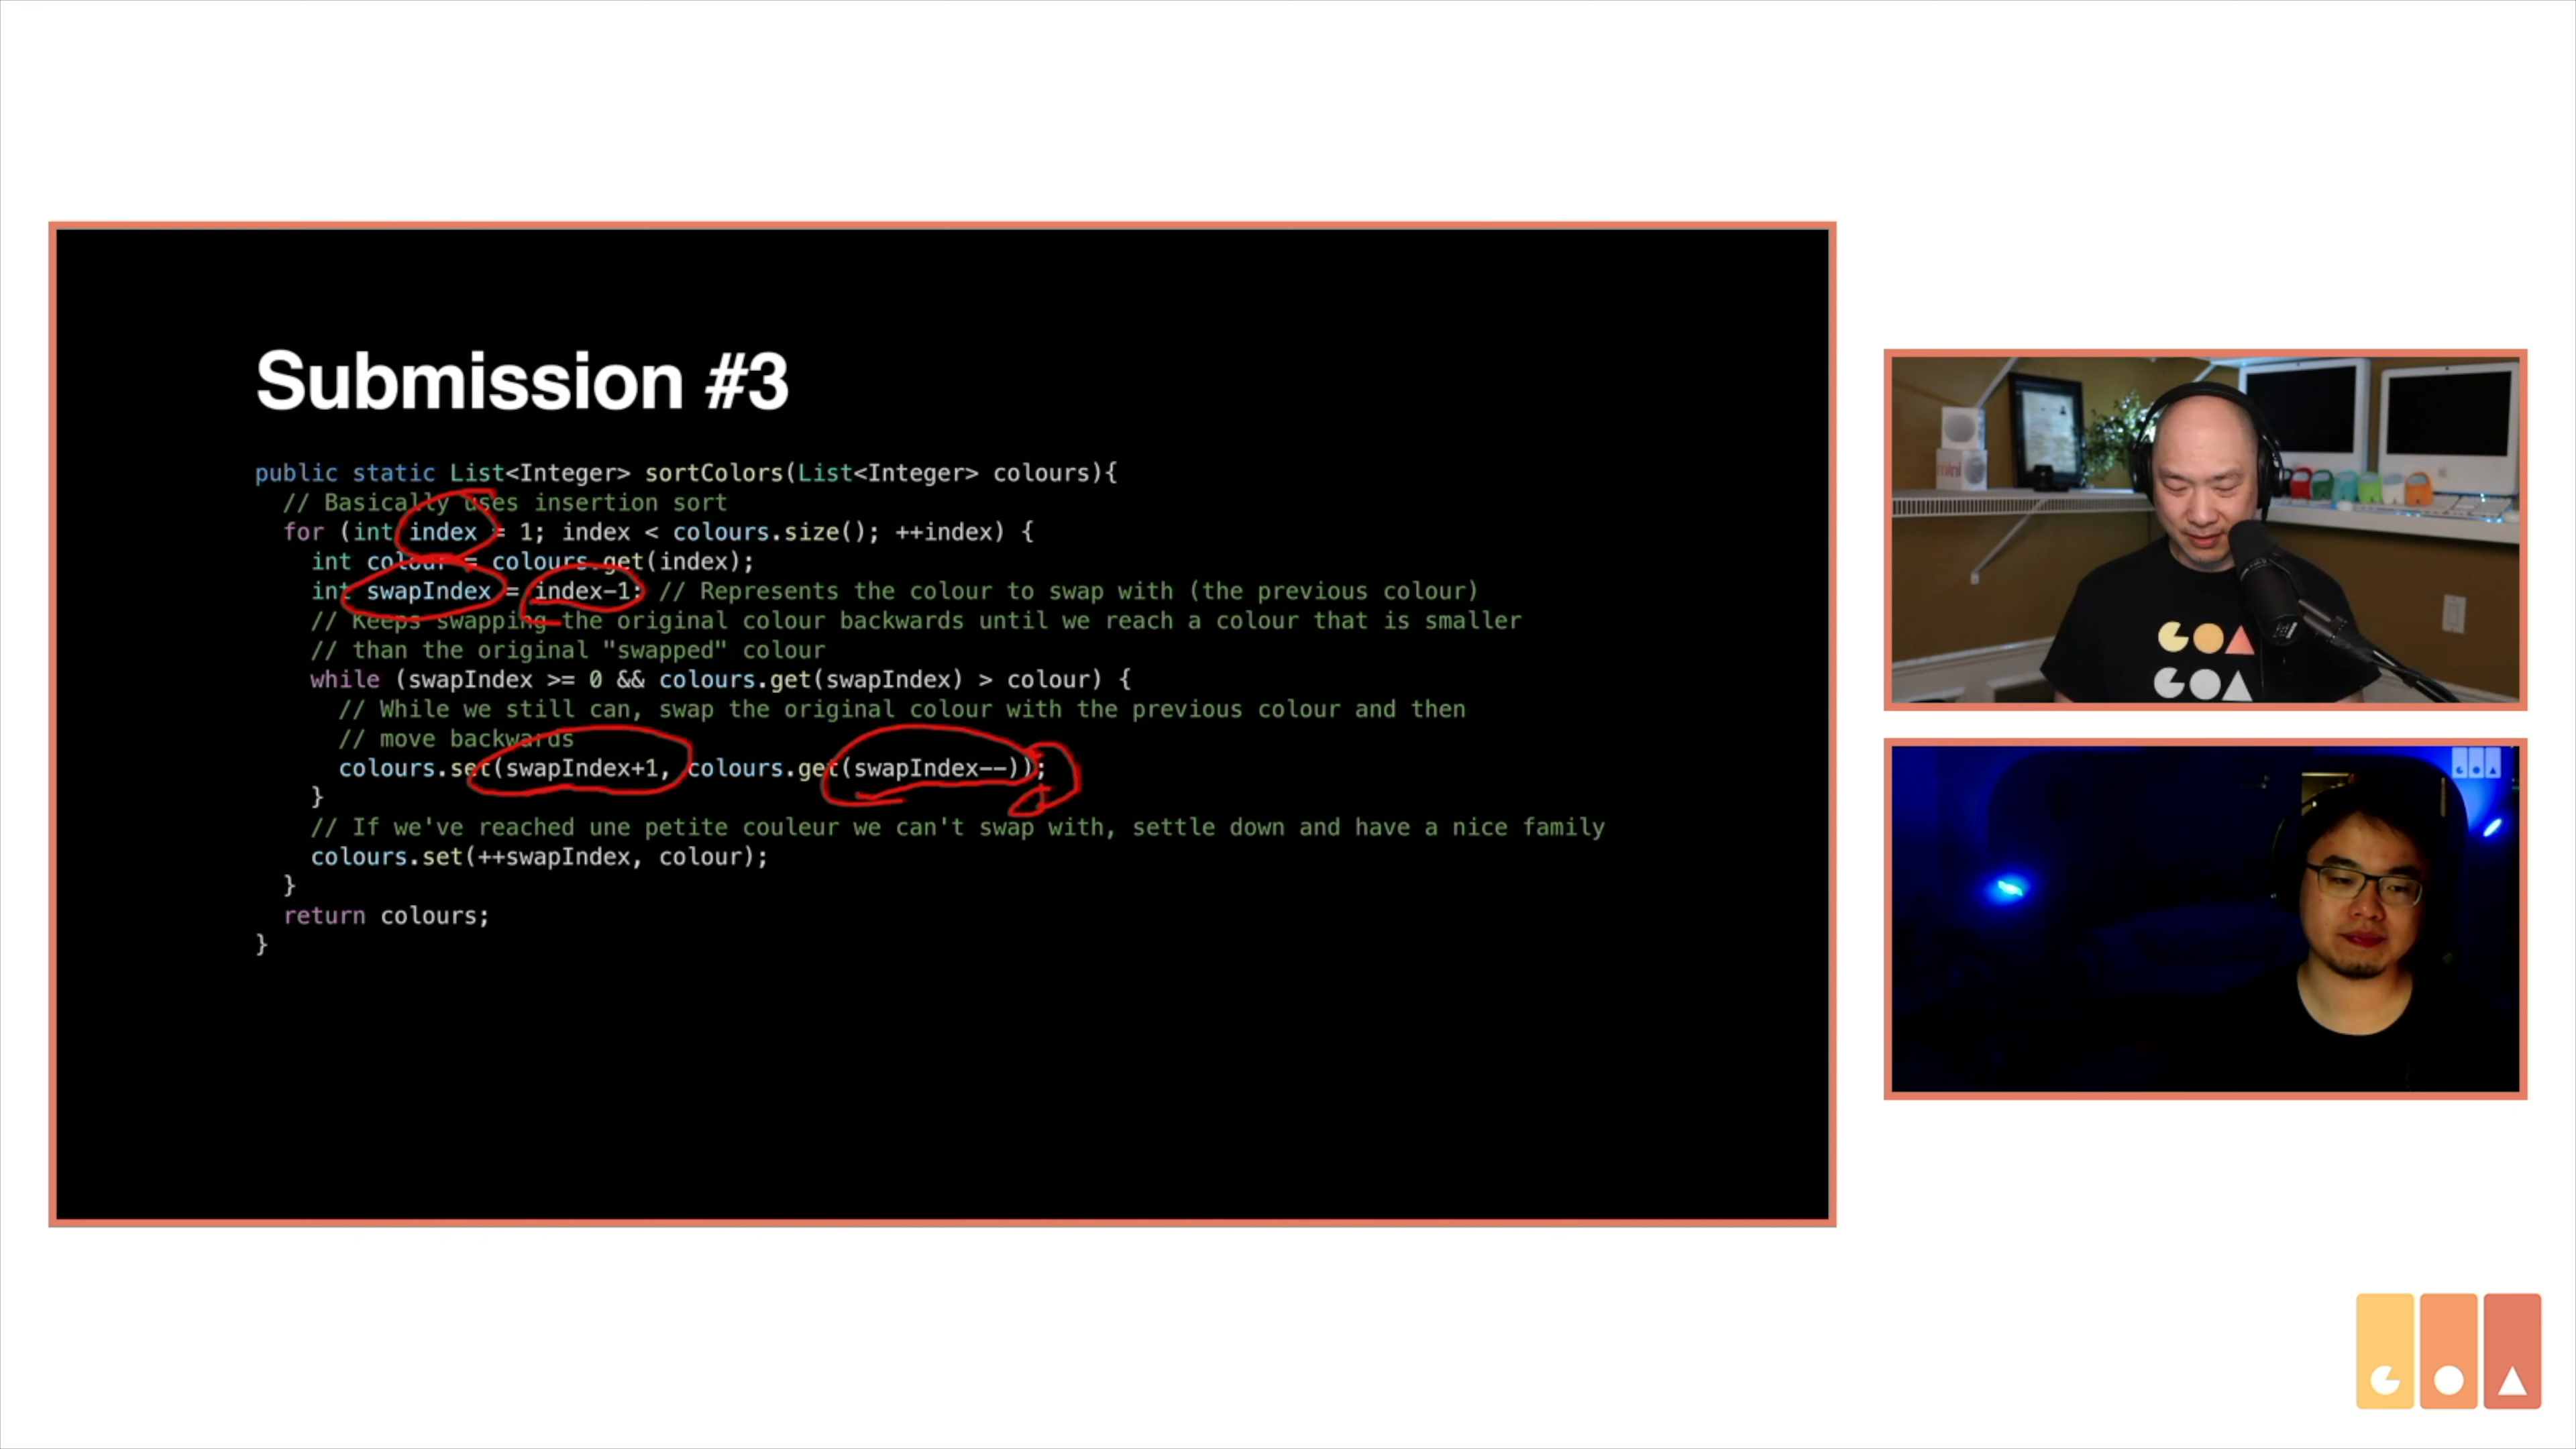 Submission #3
public static List<Integer> sortColors(List<Integer> colours){
// Basically uses insertion sort
for (int index = 1; index < colours.size(); ++index) {
int colour = colours.get(index);
int swapIndex = index-1; // Represents the colour to swap with (the previous colour)
// Keeps swapping the original colour backwards until we reach a colour that is smaller
// than the original "swapped" colour
while (swapIndex >= 0 && colours.get(swapIndex) > colour) {
// While we still can, swap the original colour with the previous colour and then
// move backwards
colours.set(swapIndex+1, colours.get(swapIndex--));
}
// If we've reached une petite couleur we can't swap with, settle down and have a nice family
colours.set(++swapIndex, colour);
}
return colours;
}
mini
COA
COA
COA
COA